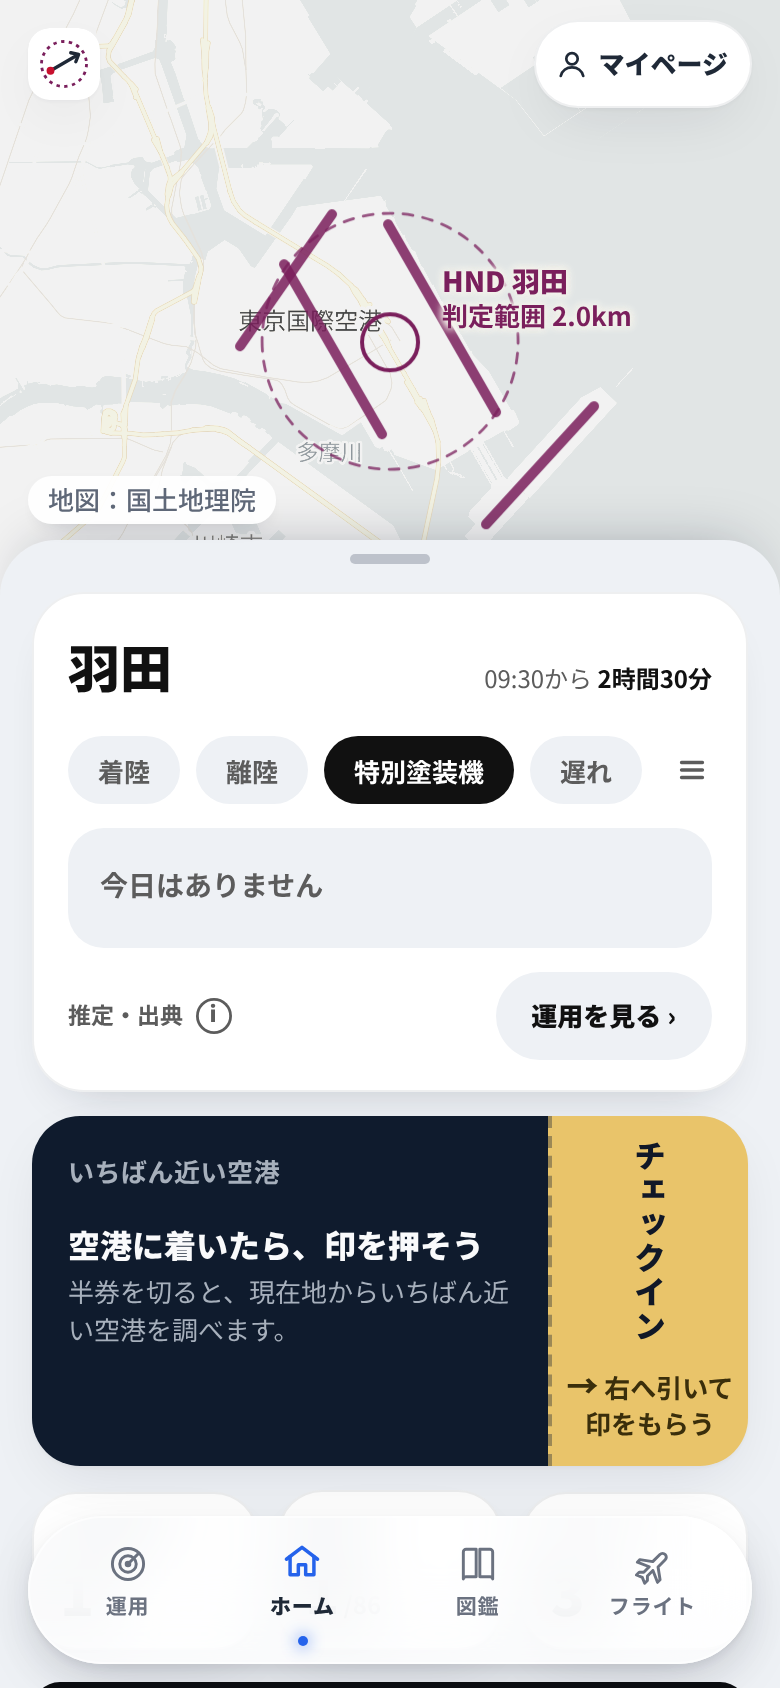 マイページ
HND 羽田
判定範囲 2.0km
東京国際空港
多摩川
地図：国土地理院
羽田
09:30から 2時間30分
着陸
離陸
特別塗装機
遅れ
今日はありません
推定・出典
運用を見る ›
いちばん近い空港
空港に着いたら、印を押そう
半券を切ると、現在地からいちばん近
い空港を調べます。
チェックイン
→ 右へ引いて
印をもらう
運用
ホーム
図鑑
フライト